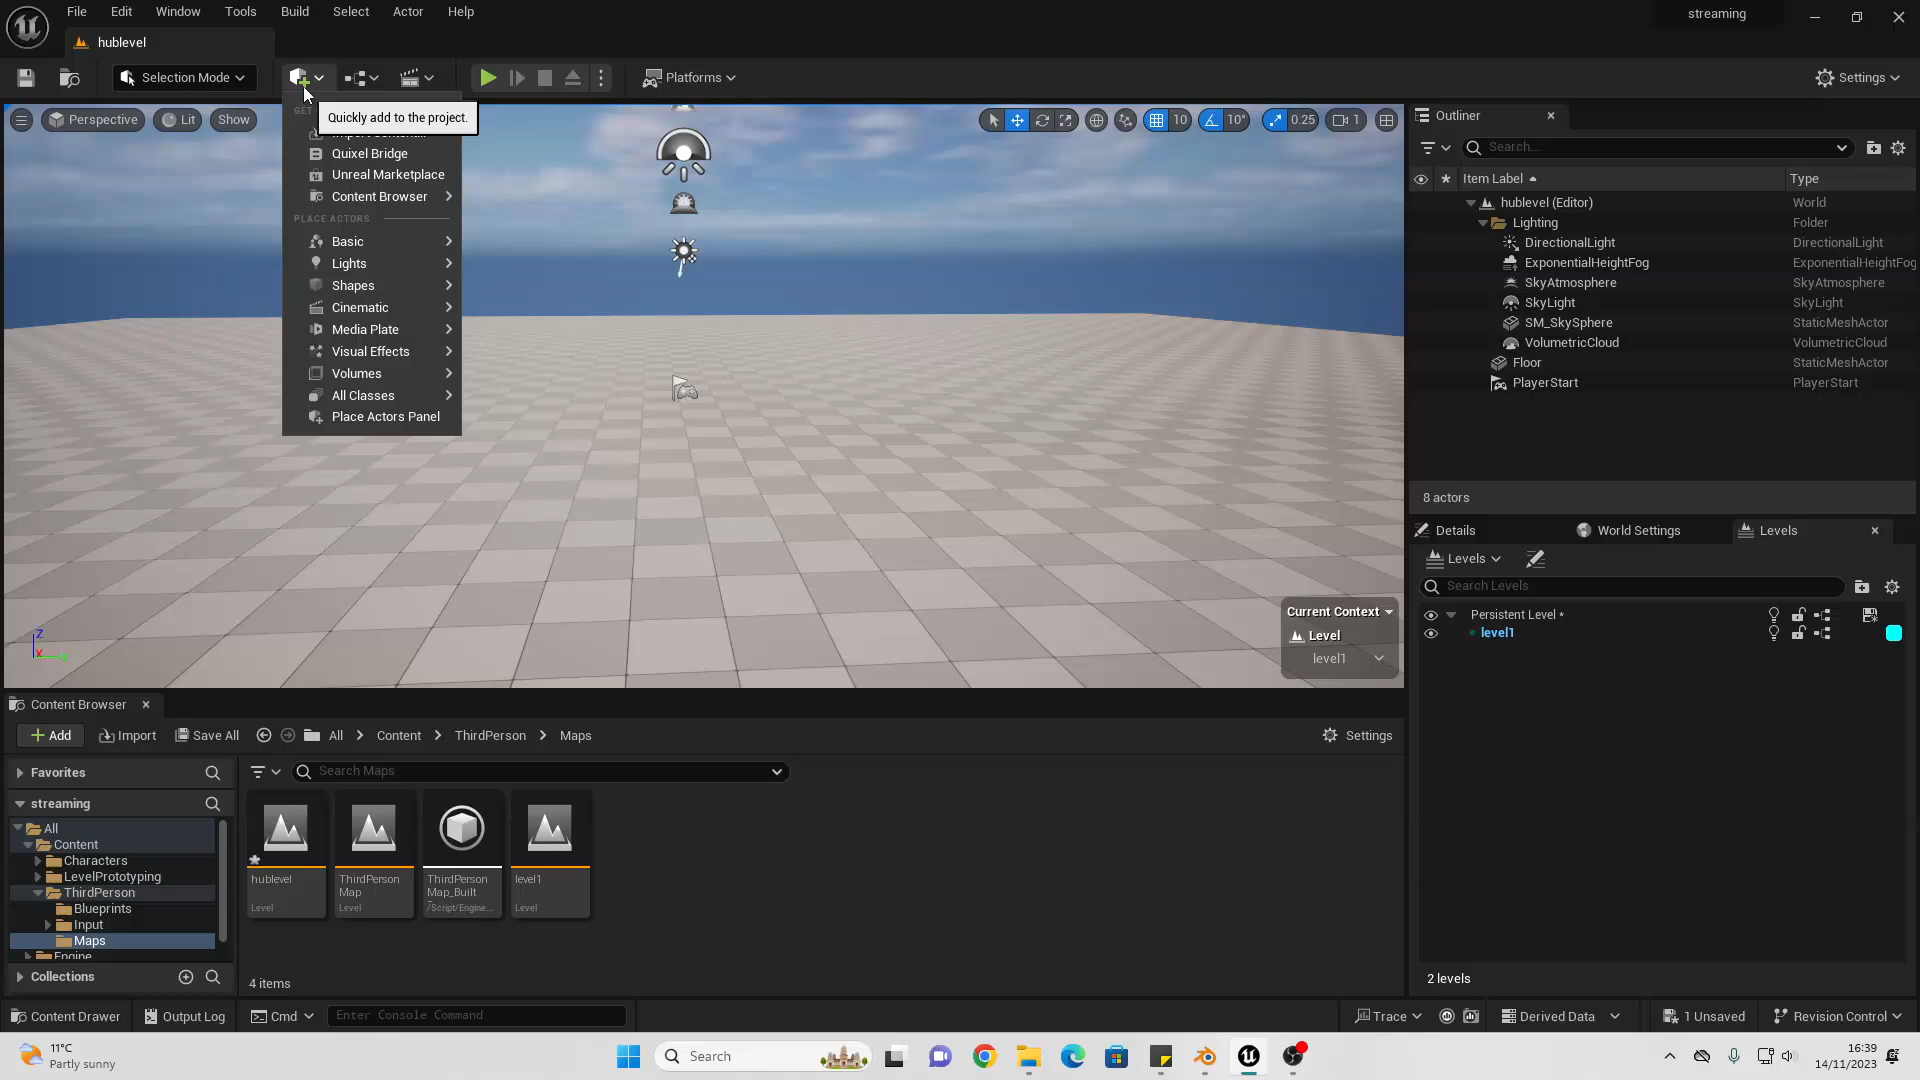 File Edit Window Tools Build Select Actor Help
streaming
hublevel
Selection Mode
Platforms
Settings
Quickly add to the project.
Quixel Bridge
Unreal Marketplace
Content Browser
PLACE ACTORS
Basic
Lights
Shapes
Cinematic
Media Plate
Visual Effects
Volumes
All Classes
Place Actors Panel
Perspective Lit Show
10 10° 0.25 1
Current Context
Level
level1
Z
X
Y
Outliner
Search...
Item Label Type
hublevel (Editor) World
Lighting Folder
DirectionalLight DirectionalLight
ExponentialHeightFog ExponentialHeightFog
SkyAtmosphere SkyAtmosphere
SkyLight SkyLight
SM_SkySphere StaticMeshActor
VolumetricCloud VolumetricCloud
Floor StaticMeshActor
PlayerStart PlayerStart
8 actors
Details World Settings Levels
Levels
Search Levels
Persistent Level *
level1
2 levels
Content Browser
Add Import Save All All Content ThirdPerson Maps Settings
Favorites
Search Maps
streaming
All
Content
Characters
LevelPrototyping
ThirdPerson
Blueprints
Input
Maps
Engine
Collections
hublevel
Level
ThirdPerson
Map
Level
ThirdPerson
Map_Built
/Script/Engine...
level1
Level
4 items
Content Drawer Output Log Cmd Enter Console Command Trace Derived Data 1 Unsaved Revision Control
11°C
Partly sunny
Search
16:39
14/11/2023